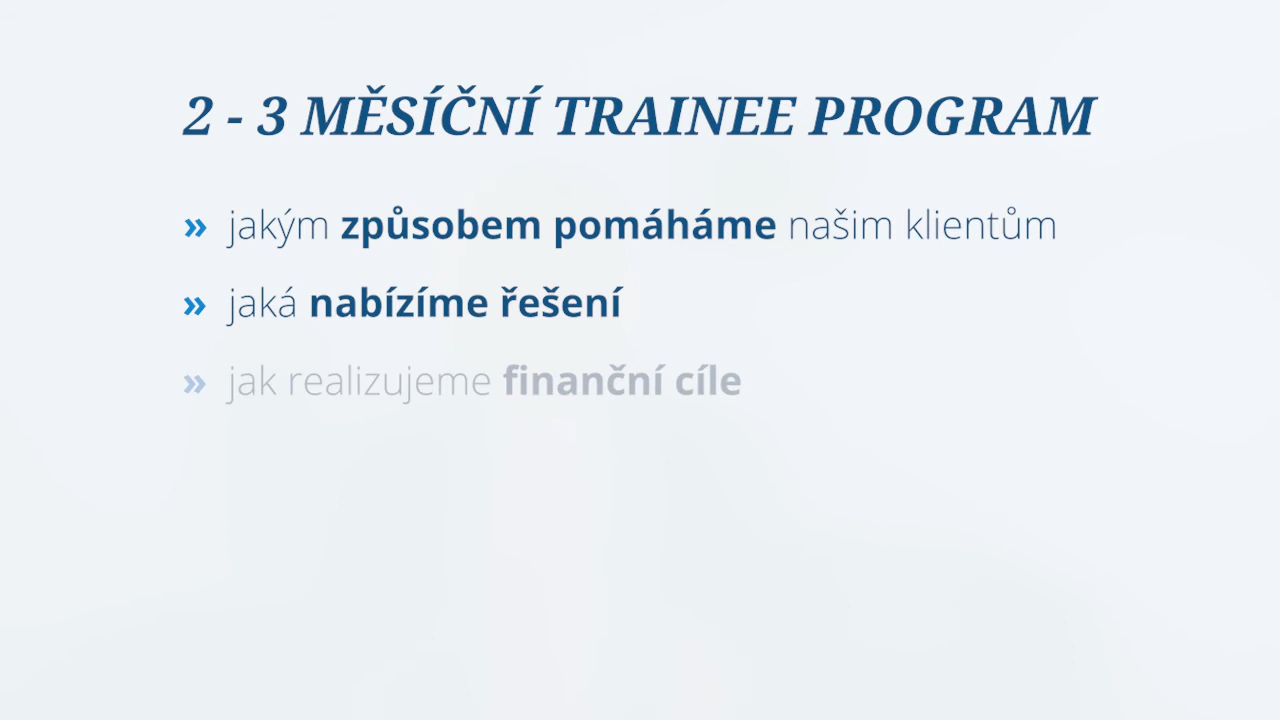 2 - 3 MĚSÍČNÍ TRAINEE PROGRAM
» jakým způsobem pomáháme našim klientům
» jaká nabízíme řešení
» jak realizujeme finanční cíle